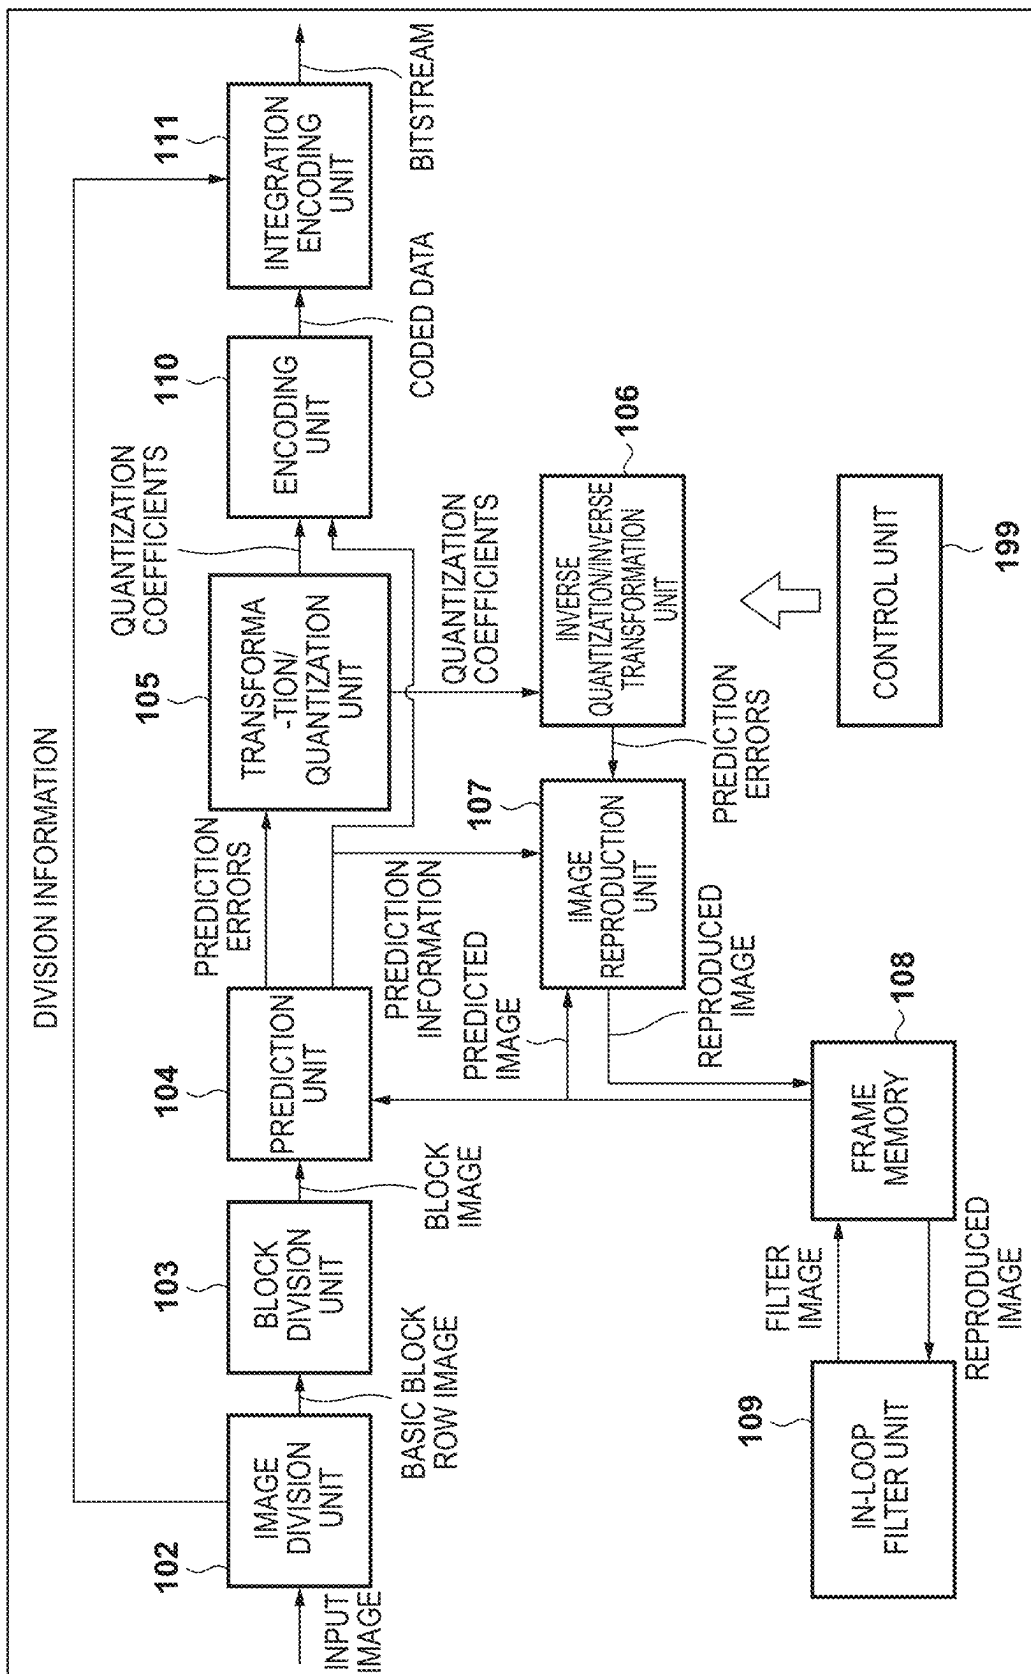 DIVISION INFORMATION
102
IMAGE
DIVISION
UNIT
INPUT
IMAGE
BASIC BLOCK
ROW IMAGE
103
BLOCK
DIVISION
UNIT
BLOCK
IMAGE
104
PREDICTION
UNIT
PREDICTION
ERRORS
105
TRANSFORMA
-TION/
QUANTIZATION
UNIT
QUANTIZATION
COEFFICIENTS
110
ENCODING
UNIT
CODED DATA
111
INTEGRATION
ENCODING
UNIT
BITSTREAM
PREDICTION
INFORMATION
PREDICTED
IMAGE
QUANTIZATION
COEFFICIENTS
107
IMAGE
REPRODUCTION
UNIT
REPRODUCED
IMAGE
PREDICTION
ERRORS
106
INVERSE
QUANTIZATION/INVERSE
TRANSFORMATION
UNIT
109
IN-LOOP
FILTER UNIT
FILTER
IMAGE
REPRODUCED
IMAGE
108
FRAME
MEMORY
CONTROL UNIT
199